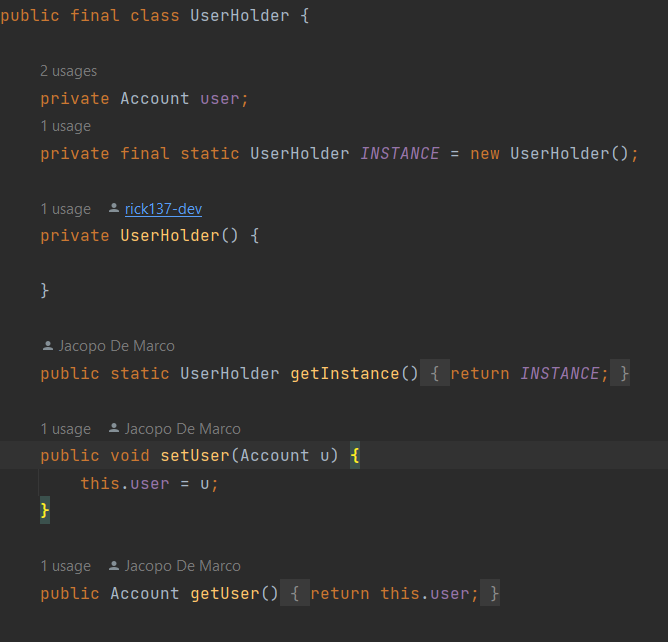 public final class UserHolder {
2 usages
private Account user;
1 usage
private final static UserHolder INSTANCE = new UserHolder();
1 usage rick137-dev
private UserHolder() {
}
Jacopo De Marco
public static UserHolder getInstance() { return INSTANCE; }
1 usage Jacopo De Marco
public void setUser(Account u) {
this.user = u;
}
1 usage Jacopo De Marco
public Account getUser() { return this.user; }